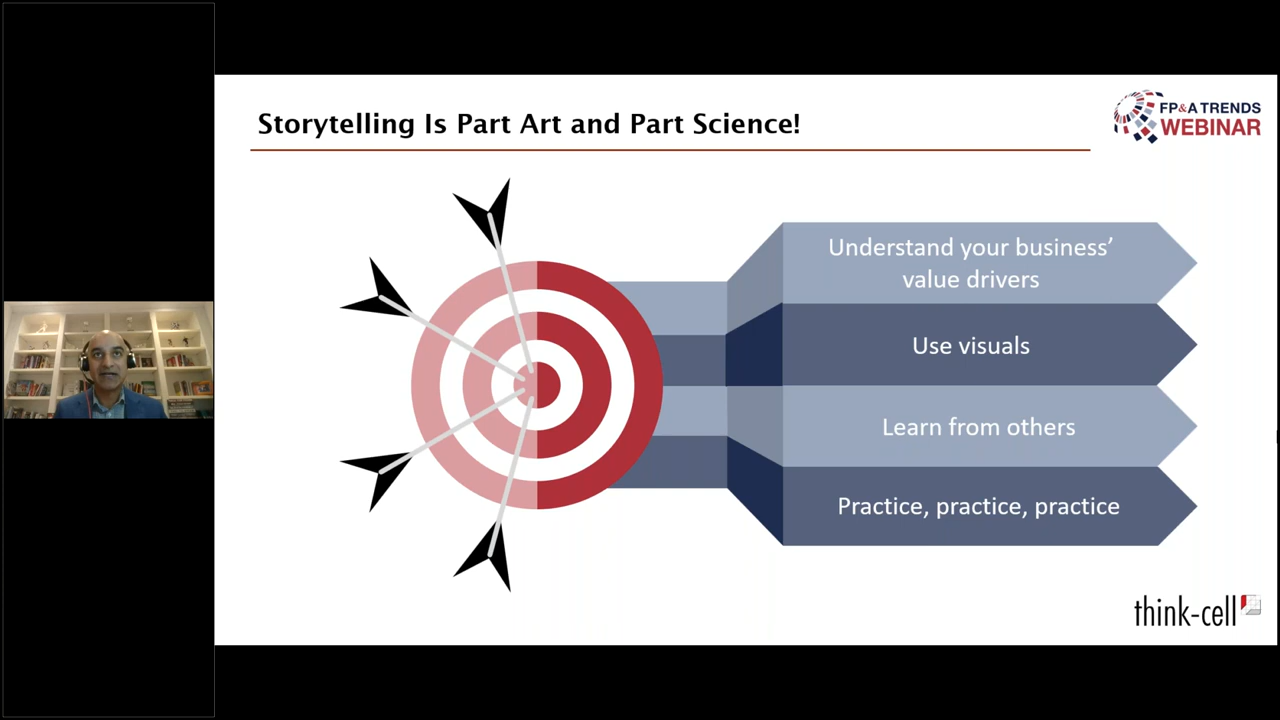 Storytelling Is Part Art and Part Science!
FP&A TRENDS
WEBINAR
Understand your business’
value drivers
Use visuals
Learn from others
Practice, practice, practice
think-cell